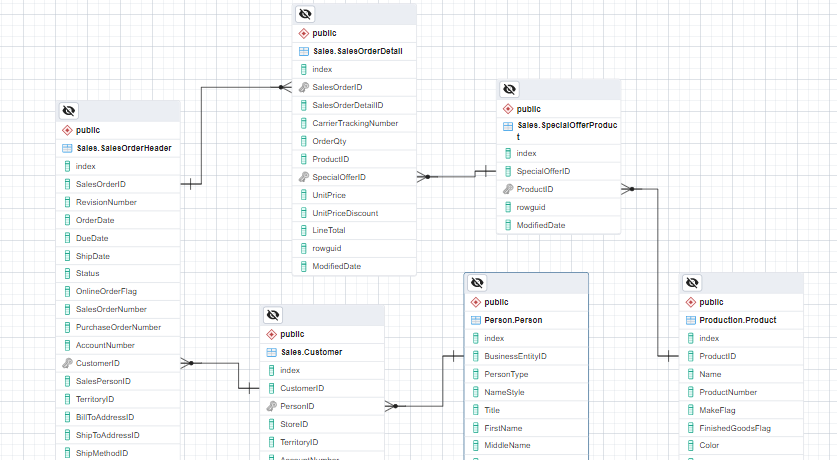 public
Sales.SalesOrderDetail
index
SalesOrderID
SalesOrderDetailID
CarrierTrackingNumber
OrderQty
ProductID
SpecialOfferID
UnitPrice
UnitPriceDiscount
LineTotal
rowguid
ModifiedDate
public
Sales.SpecialOfferProduc
t
index
SpecialOfferID
ProductID
rowguid
ModifiedDate
public
Sales.SalesOrderHeader
index
SalesOrderID
RevisionNumber
OrderDate
DueDate
ShipDate
Status
OnlineOrderFlag
SalesOrderNumber
PurchaseOrderNumber
AccountNumber
CustomerID
SalesPersonID
TerritoryID
BillToAddressID
ShipToAddressID
ShipMethodID
public
Sales.Customer
index
CustomerID
PersonID
StoreID
TerritoryID
AccountNumber
public
Person.Person
index
BusinessEntityID
PersonType
NameStyle
Title
FirstName
MiddleName
public
Production.Product
index
ProductID
Name
ProductNumber
MakeFlag
FinishedGoodsFlag
Color